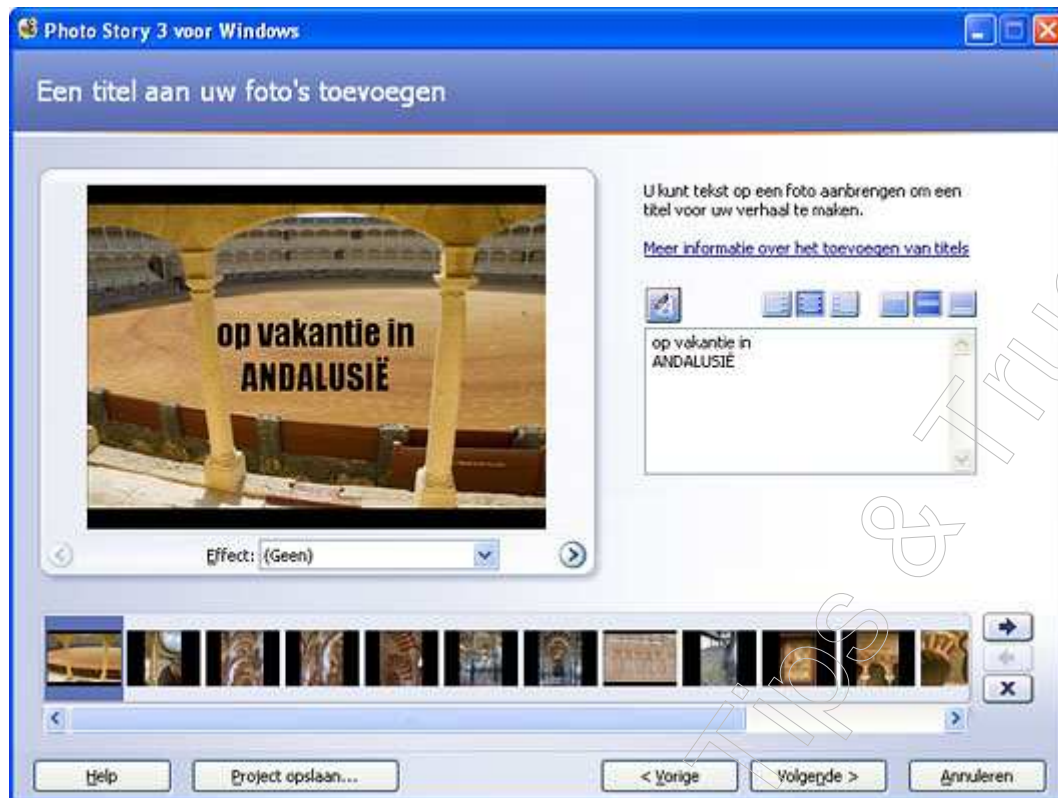 Photo Story 3 voor Windows
Een titel aan uw foto's toevoegen
op vakantie in
ANDALUSIË
U kunt tekst op een foto aanbrengen om een
titel voor uw verhaal te maken.
Meer informatie over het toevoegen van titels
op vakantie in
ANDALUSIË
Effect: (Geen)
Help
Project opslaan...
< Vorige
Volgende >
Annuleren
Tips & Tru